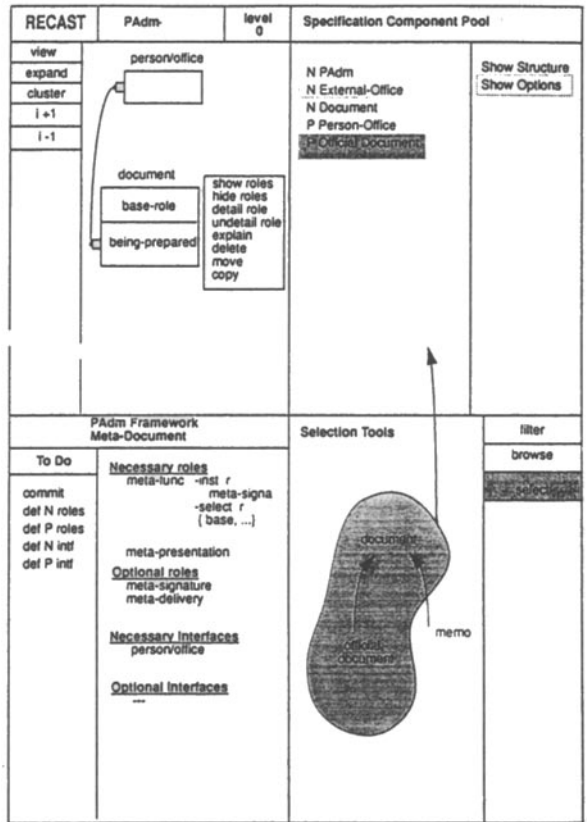 RECAST
PAdm-
level
0
Specification Component Pool
view
expand
cluster
i +1
i -1
person/office
document
base-role
being-prepared
show roles
hide roles
detail role
undetail role
explain
delete
move
copy
N PAdm
N External-Office
N Document
P Person-Office
P Official Document
Show Structure
Show Options
PAdm Framework
Meta-Document
To Do
commit
def N roles
def P roles
def N intf
def P intf
Necessary roles
meta-func -inst r
meta-signa
-select r
{ base, ...}
meta-presentation
Optional roles
meta-signature
meta-delivery
Necessary Interfaces
person/office
Optional Interfaces
---
Selection Tools
document
official
document
memo
filter
browse
selection